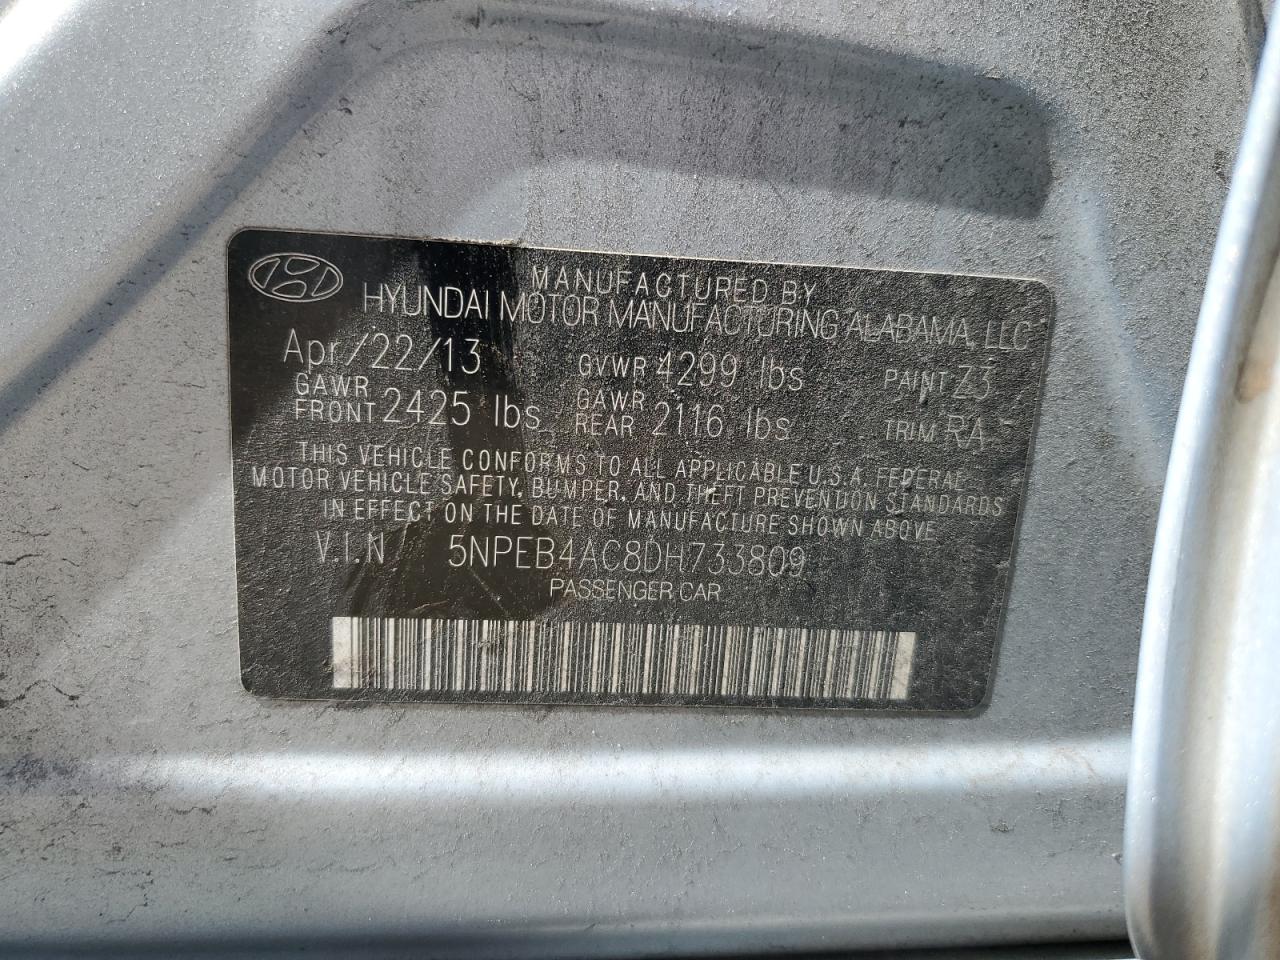 MANUFACTURED BY
HYUNDAI MOTOR MANUFACTURING ALABAMA, LLC
Apr/22/13 GVWR 4299 lbs PAINT Z3
GAWR FRONT 2425 lbs GAWR REAR 2116 lbs TRIM RA
THIS VEHICLE CONFORMS TO ALL APPLICABLE U.S.A. FEDERAL
MOTOR VEHICLE SAFETY, BUMPER, AND THEFT PREVENTION STANDARDS
IN EFFECT ON THE DATE OF MANUFACTURE SHOWN ABOVE
V.I.N 5NPEB4AC8DH733809
PASSENGER CAR